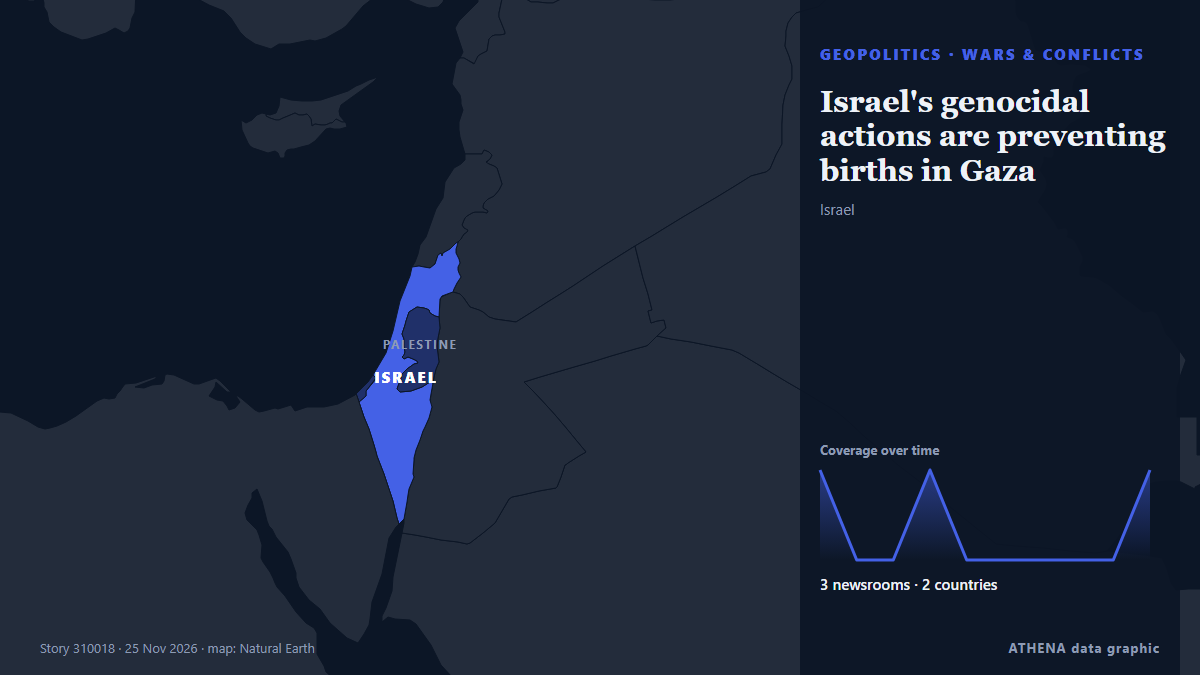 GEOPOLITICS · WARS & CONFLICTS
Israel's genocidal
actions are preventing
births in Gaza
Israel
PALESTINE
ISRAEL
Coverage over time
3 newsrooms · 2 countries
Story 310018 · 25 Nov 2026 · map: Natural Earth
ATHENA data graphic